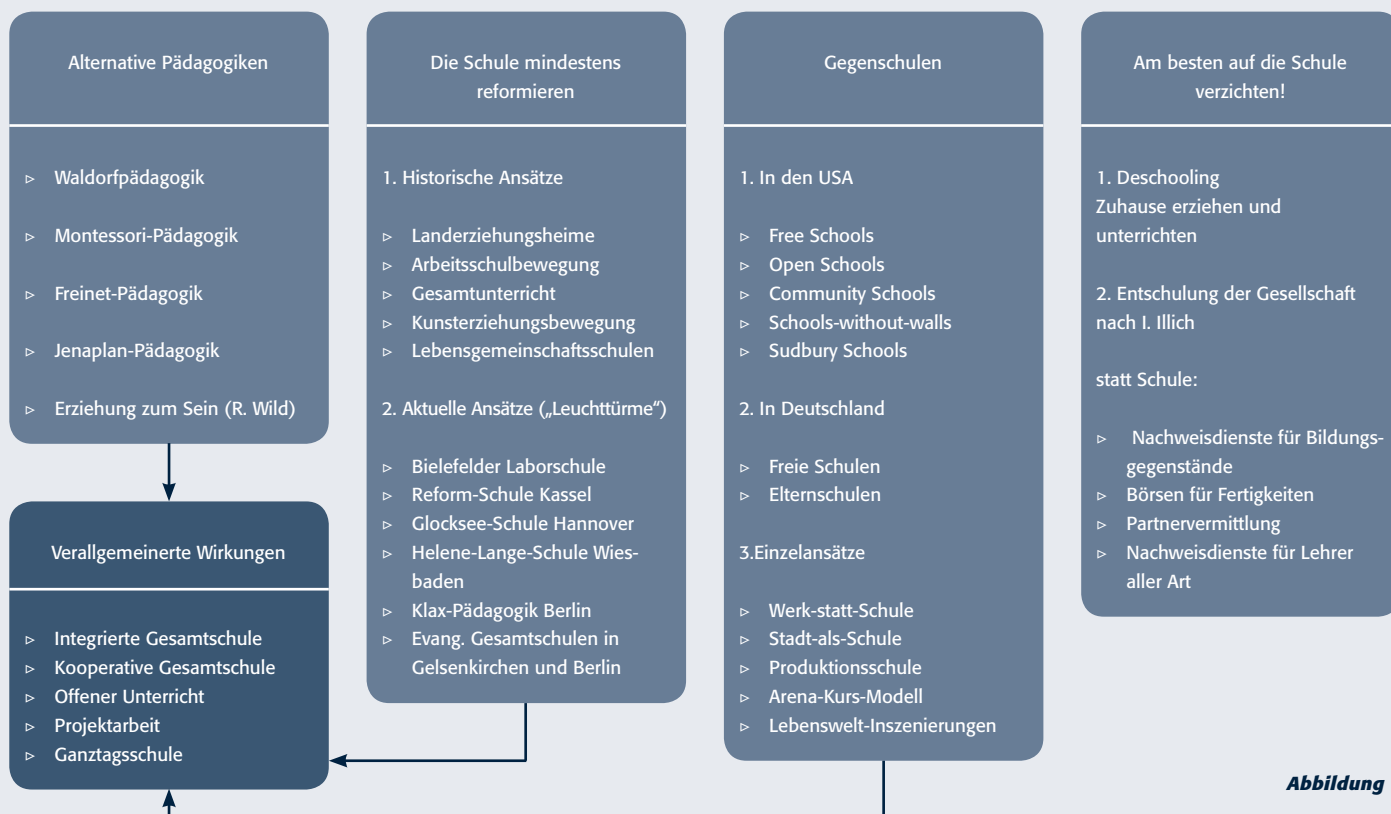 Alternative Pädagogiken
▹ Waldorfpädagogik
▹ Montessori-Pädagogik
▹ Freinet-Pädagogik
▹ Jenaplan-Pädagogik
▹ Erziehung zum Sein (R. Wild)
Verallgemeinerte Wirkungen
▹ Integrierte Gesamtschule
▹ Kooperative Gesamtschule
▹ Offener Unterricht
▹ Projektarbeit
▹ Ganztagsschule
Die Schule mindestens
reformieren
1. Historische Ansätze
▹ Landerziehungsheime
▹ Arbeitsschulbewegung
▹ Gesamtunterricht
▹ Kunsterziehungsbewegung
▹ Lebensgemeinschaftsschulen
2. Aktuelle Ansätze („Leuchttürme“)
▹ Bielefelder Laborschule
▹ Reform-Schule Kassel
▹ Glocksee-Schule Hannover
▹ Helene-Lange-Schule Wies-
baden
▹ Klax-Pädagogik Berlin
▹ Evang. Gesamtschulen in
Gelsenkirchen und Berlin
Gegenschulen
1. In den USA
▹ Free Schools
▹ Open Schools
▹ Community Schools
▹ Schools-without-walls
▹ Sudbury Schools
2. In Deutschland
▹ Freie Schulen
▹ Elternschulen
3.Einzelansätze
▹ Werk-statt-Schule
▹ Stadt-als-Schule
▹ Produktionsschule
▹ Arena-Kurs-Modell
▹ Lebenswelt-Inszenierungen
Am besten auf die Schule
verzichten!
1. Deschooling
Zuhause erziehen und
unterrichten
2. Entschulung der Gesellschaft
nach I. Illich
statt Schule:
▹ Nachweisdienste für Bildungs-
gegenstände
▹ Börsen für Fertigkeiten
▹ Partnervermittlung
▹ Nachweisdienste für Lehrer
aller Art
Abbildung